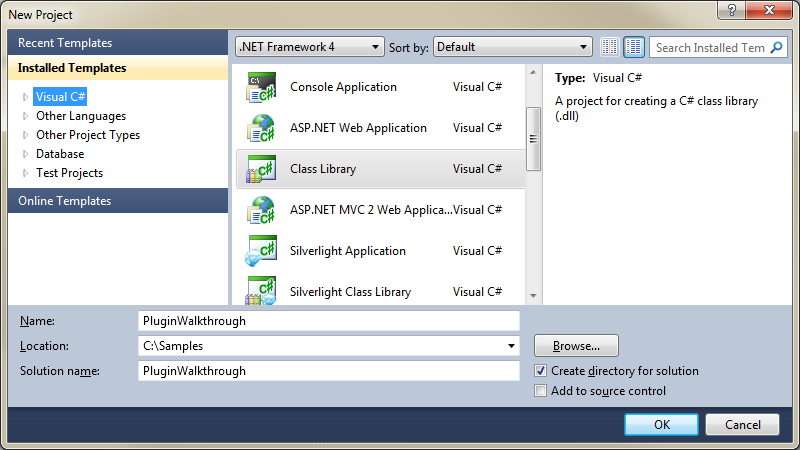 New Project
Recent Templates
Installed Templates
Visual C#
Other Languages
Other Project Types
Database
Test Projects
Online Templates
.NET Framework 4 Sort by: Default Search Installed Tem
Console Application Visual C#
ASP.NET Web Application Visual C#
Class Library Visual C#
ASP.NET MVC 2 Web Applica... Visual C#
Silverlight Application Visual C#
Silverlight Class Library Visual C#
Type: Visual C#
A project for creating a C# class library
(.dll)
Name: PluginWalkthrough
Location: C:\Samples Browse...
Solution name: PluginWalkthrough Create directory for solution
Add to source control
OK Cancel